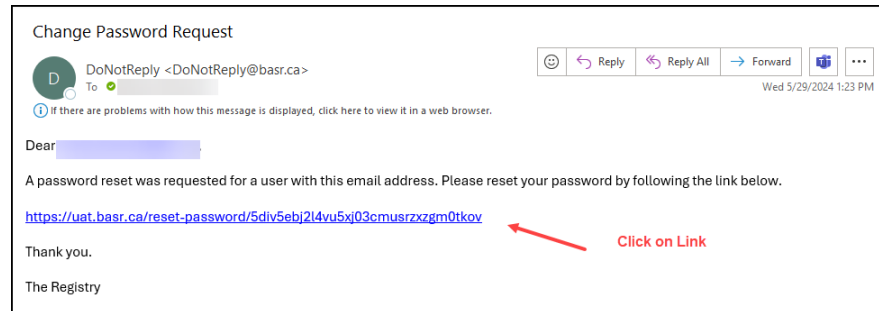 Change Password Request
D
DoNotReply <DoNotReply@basr.ca>
To
Reply
Reply All
Forward
Wed 5/29/2024 1:23 PM
If there are problems with how this message is displayed, click here to view it in a web browser.
Dear
A password reset was requested for a user with this email address. Please reset your password by following the link below.
https://uat.basr.ca/reset-password/5div5ebj2l4vu5xj03cmusrzxzgm0tkov
Click on Link
Thank you.
The Registry